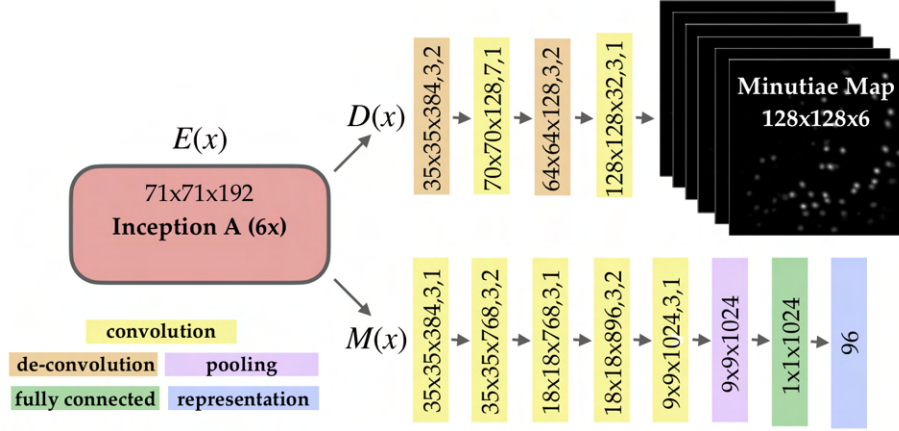 E(x)
71x71x192
Inception A (6x)
D(x)
35x35x384,3,2
70x70x128,7,1
64x64x128,3,2
128x128x32,3,1
Minutiae Map
128x128x6
M(x)
35x35x384,3,1
35x35x768,3,2
18x18x768,3,1
18x18x896,3,2
9x9x1024,3,1
9x9x1024
1x1x1024
96
convolution
de-convolution
pooling
fully connected
representation